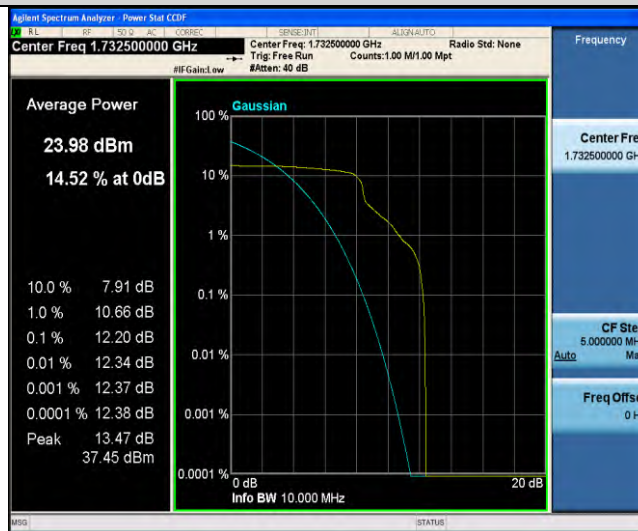 Agilent Spectrum Analyzer - Power Stat CCDF
RL RF 50 Ω AC CORREC SENSE:INT ALIGN AUTO
Center Freq 1.732500000 GHz
Center Freq: 1.732500000 GHz Radio Std: None
Trig: Free Run Counts:1.00 M/1.00 Mpt
#IFGain:Low #Atten: 40 dB
Frequency
Average Power
23.98 dBm
14.52 % at 0dB
10.0 % 7.91 dB
1.0 % 10.66 dB
0.1 % 12.20 dB
0.01 % 12.34 dB
0.001 % 12.37 dB
0.0001 % 12.38 dB
Peak 13.47 dB
37.45 dBm
Gaussian
100 %
10 %
1 %
0.1 %
0.01 %
0.001 %
0.0001 %
0 dB 20 dB
Info BW 10.000 MHz
Center Fre
1.732500000 GH
CF Ste
5.000000 MH
Auto Ma
Freq Offse
0 H
MSG STATUS